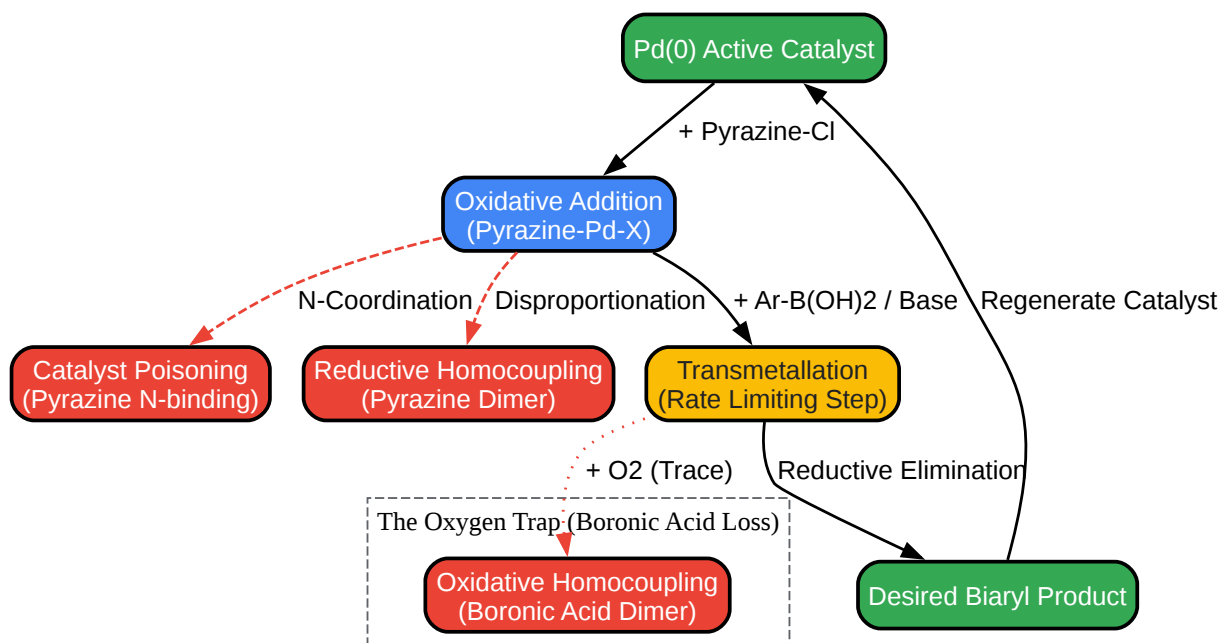 Pd(0) Active Catalyst
+ Pyrazine-Cl
Oxidative Addition
(Pyrazine-Pd-X)
N-Coordination
Disproportionation
+ Ar-B(OH)2 / Base
Regenerate Catalyst
Catalyst Poisoning
(Pyrazine N-binding)
Reductive Homocoupling
(Pyrazine Dimer)
Transmetallation
(Rate Limiting Step)
+ O2 (Trace)
Reductive Elimination
The Oxygen Trap (Boronic Acid Loss)
Oxidative Homocoupling
(Boronic Acid Dimer)
Desired Biaryl Product